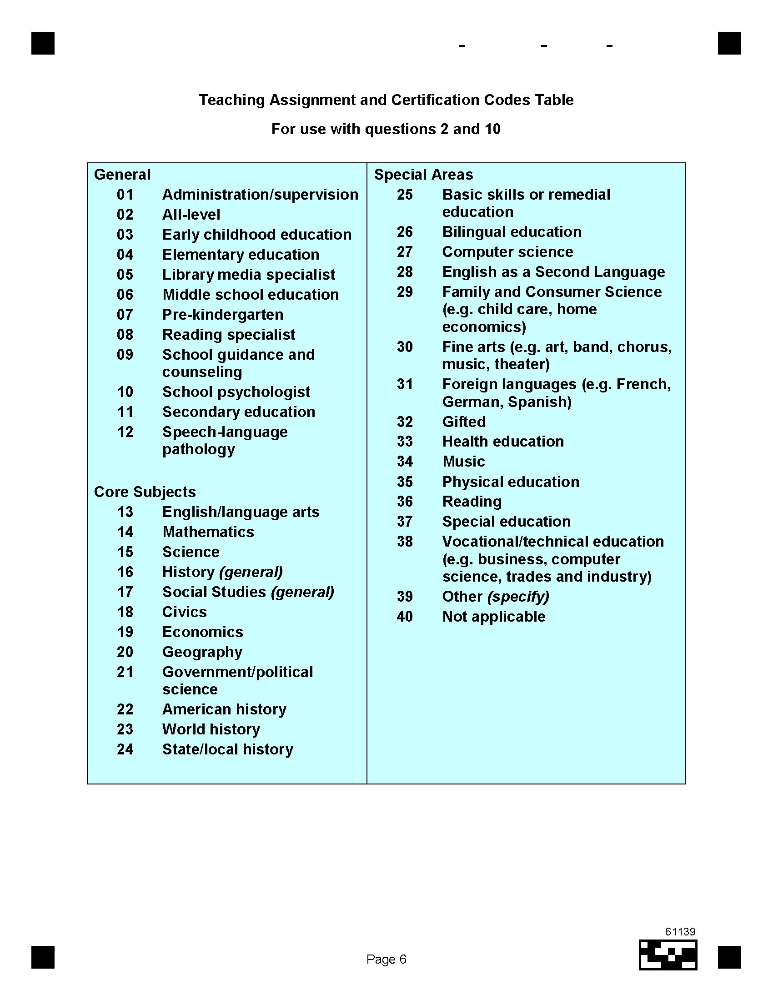 - - -
Teaching Assignment and Certification Codes Table
For use with questions 2 and 10
General
01 Administration/supervision
02 All-level
03 Early childhood education
04 Elementary education
05 Library media specialist
06 Middle school education
07 Pre-kindergarten
08 Reading specialist
09 School guidance and
counseling
10 School psychologist
11 Secondary education
12 Speech-language
pathology
Core Subjects
13 English/language arts
14 Mathematics
15 Science
16 History (general)
17 Social Studies (general)
18 Civics
19 Economics
20 Geography
21 Government/political
science
22 American history
23 World history
24 State/local history
Special Areas
25 Basic skills or remedial
education
26 Bilingual education
27 Computer science
28 English as a Second Language
29 Family and Consumer Science
(e.g. child care, home
economics)
30 Fine arts (e.g. art, band, chorus,
music, theater)
31 Foreign languages (e.g. French,
German, Spanish)
32 Gifted
33 Health education
34 Music
35 Physical education
36 Reading
37 Special education
38 Vocational/technical education
(e.g. business, computer
science, trades and industry)
39 Other (specify)
40 Not applicable
61139
Page 6